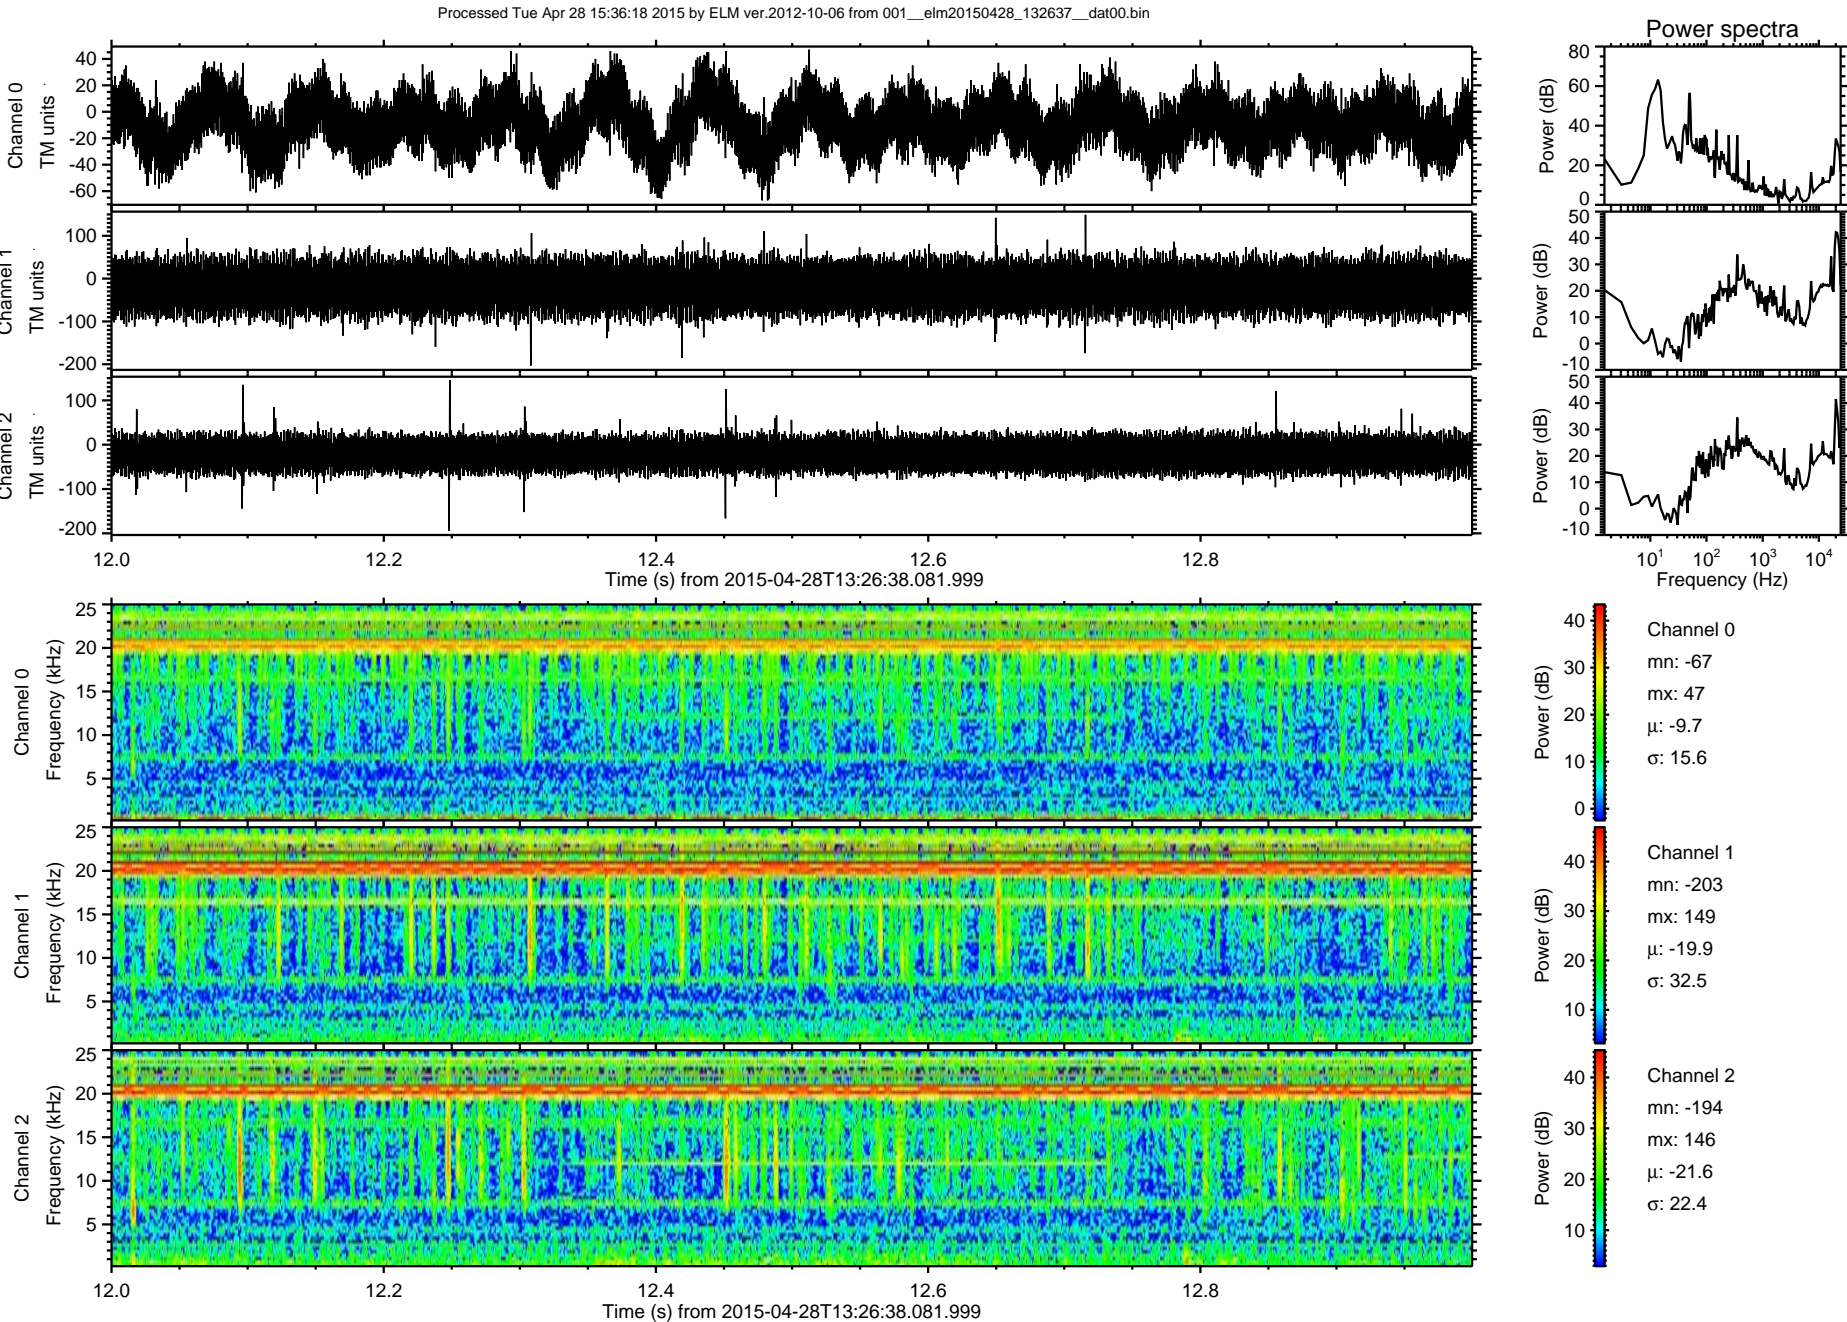 Processed Tue Apr 28 15:36:18 2015 by ELM ver.2012-10-06 from 001__elm20150428_132637__dat00.bin
Power spectra
Channel 0
TM units
40
20
0
-20
-40
-60
Power (dB)
80
60
40
20
0
Channel 1
TM units
100
0
-100
-200
Power (dB)
50
40
30
20
10
0
-10
Channel 2
TM units
100
0
-100
-200
Power (dB)
50
40
30
20
10
0
-10
12.0 12.2 12.4 12.6 12.8
Time (s) from 2015-04-28T13:26:38.081.999
10¹ 10² 10³ 10⁴
Frequency (Hz)
Channel 0
Frequency (kHz)
25
20
15
10
5
Power (dB)
40
30
20
10
0
Channel 0
mn: -67
mx: 47
μ: -9.7
σ: 15.6
Channel 1
Frequency (kHz)
25
20
15
10
5
Power (dB)
40
30
20
10
Channel 1
mn: -203
mx: 149
μ: -19.9
σ: 32.5
Channel 2
Frequency (kHz)
25
20
15
10
5
Power (dB)
40
30
20
10
Channel 2
mn: -194
mx: 146
μ: -21.6
σ: 22.4
12.0 12.2 12.4 12.6 12.8
Time (s) from 2015-04-28T13:26:38.081.999